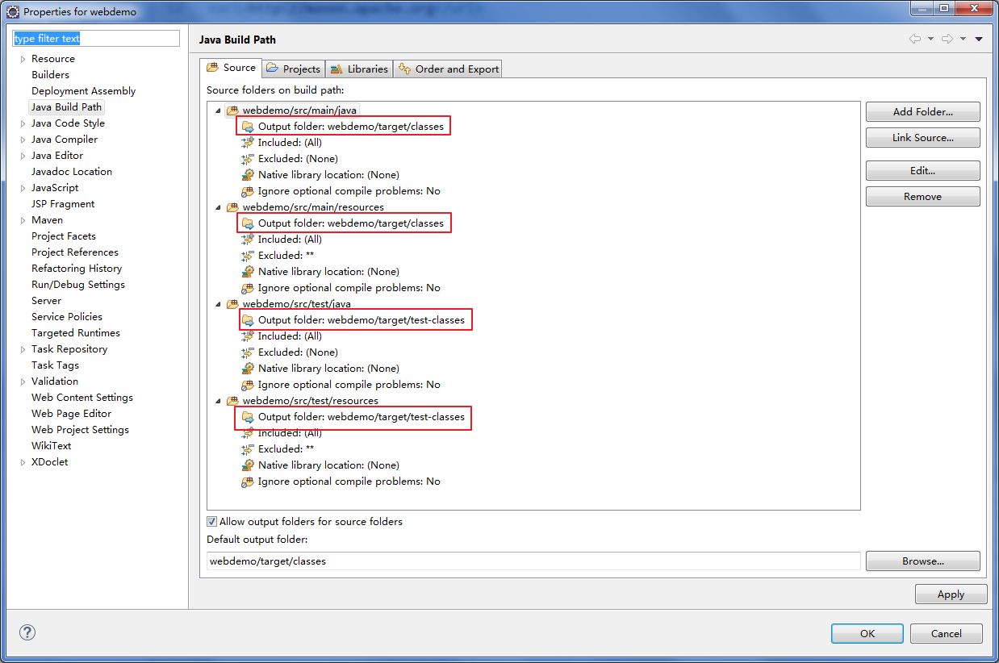 Properties for webdemo
type filter text
Resource
Builders
Deployment Assembly
Java Build Path
Java Code Style
Java Compiler
Java Editor
Javadoc Location
JavaScript
JSP Fragment
Maven
Project Facets
Project References
Refactoring History
Run/Debug Settings
Server
Service Policies
Targeted Runtimes
Task Repository
Task Tags
Validation
Web Content Settings
Web Page Editor
Web Project Settings
WikiText
XDoclet
Java Build Path
Source Projects Libraries Order and Export
Source folders on build path:
webdemo/src/main/java
Output folder: webdemo/target/classes
Included: (All)
Excluded: (None)
Native library location: (None)
Ignore optional compile problems: No
webdemo/src/main/resources
Output folder: webdemo/target/classes
Included: (All)
Excluded: **
Native library location: (None)
Ignore optional compile problems: No
webdemo/src/test/java
Output folder: webdemo/target/test-classes
Included: (All)
Excluded: (None)
Native library location: (None)
Ignore optional compile problems: No
webdemo/src/test/resources
Output folder: webdemo/target/test-classes
Included: (All)
Excluded: **
Native library location: (None)
Ignore optional compile problems: No
Add Folder...
Link Source...
Edit...
Remove
Allow output folders for source folders
Default output folder:
webdemo/target/classes
Browse...
Apply
?
OK
Cancel